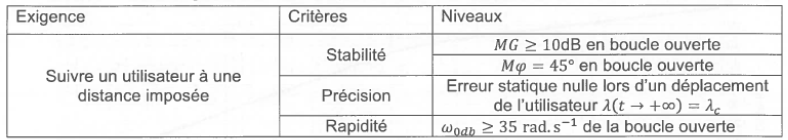 Exigence Critères Niveaux
Suivre un utilisateur à une distance imposée
Stabilité
MG ≥ 10dB en boucle ouverte
Mφ = 45° en boucle ouverte
Précision
Erreur statique nulle lors d'un déplacement
de l'utilisateur λ(t → +∞) = λc
Rapidité
ω0db ≥ 35 rad.s⁻¹ de la boucle ouverte